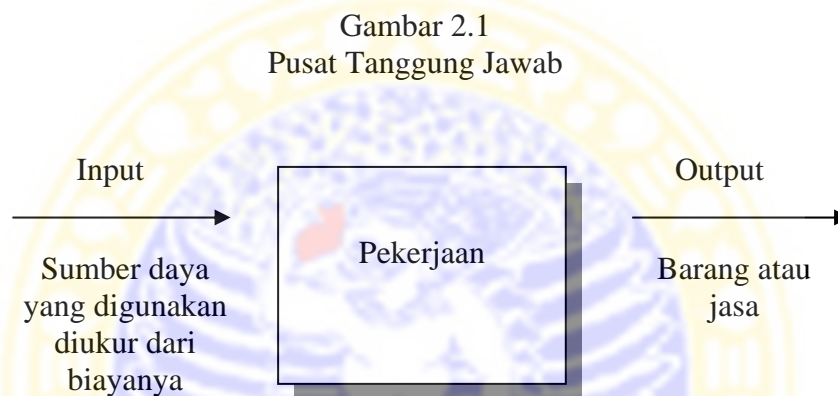 Gambar 2.1
Pusat Tanggung Jawab
Input
Sumber daya
yang digunakan
diukur dari
biayanya
Pekerjaan
Output
Barang atau
jasa